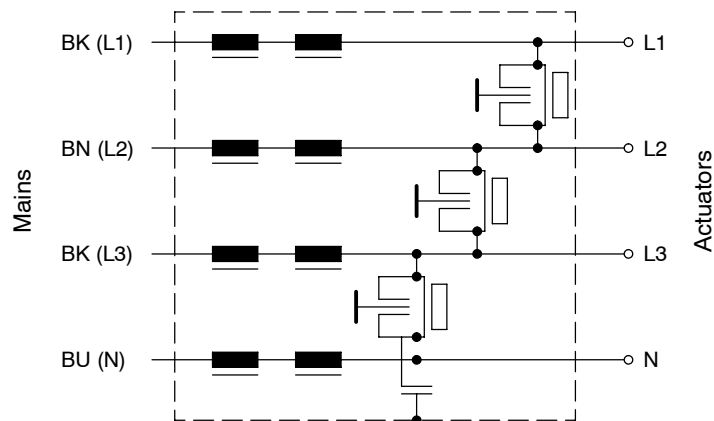 BK (L1)
L1
BN (L2)
L2
Mains
Actuators
BK (L3)
L3
BU (N)
N